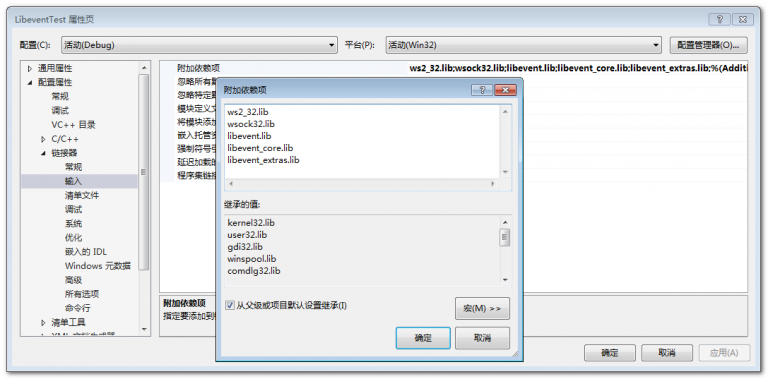 LibeventTest 属性页
配置(C): 活动(Debug) 平台(P): 活动(Win32) 配置管理器(O)...
通用属性
配置属性
常规
调试
VC++ 目录
C/C++
链接器
常规
输入
清单文件
调试
系统
优化
嵌入的 IDL
Windows 元数据
高级
所有选项
命令行
清单工具
附加依赖项 ws2_32.lib;wsock32.lib;libevent.lib;libevent_core.lib;libevent_extras.lib;%(Additi
忽略所有
忽略特定
模块定义文
将模块添加
嵌入托管资
强制符号引
延迟加载的
程序集链接
附加依赖项
指定要添加到
附加依赖项
ws2_32.lib
wsock32.lib
libevent.lib
libevent_core.lib
libevent_extras.lib
继承的值:
kernel32.lib
user32.lib
gdi32.lib
winspool.lib
comdlg32.lib
从父级或项目默认设置继承(I)
宏(M) >>
确定 取消
确定 取消 应用(A)